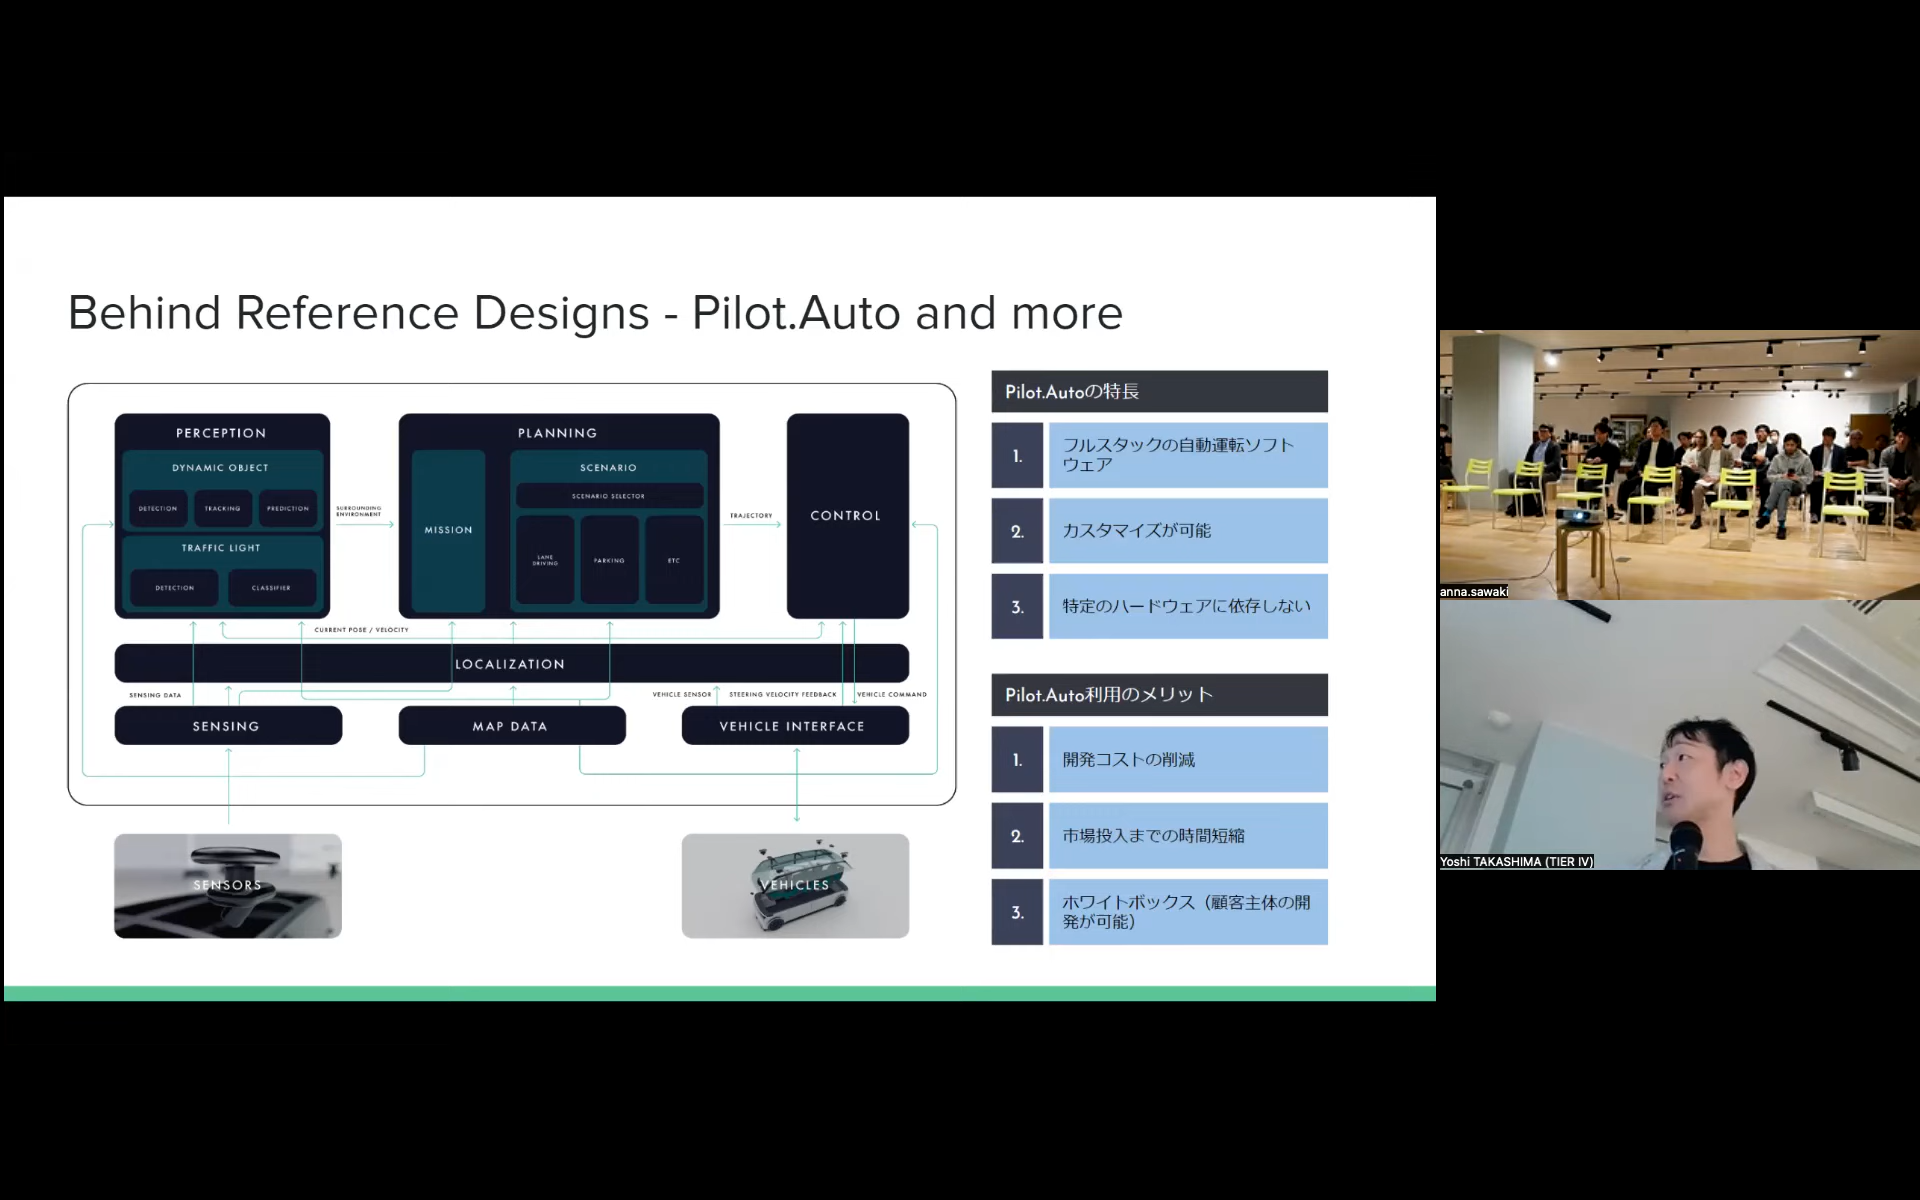 Behind Reference Designs - Pilot.Auto and more
PERCEPTION
DYNAMIC OBJECT
DETECTION
TRACKING
PREDICTION
TRAFFIC LIGHT
DETECTION
CLASSIFIER
SURROUNDING
ENVIRONMENT
PLANNING
MISSION
SCENARIO
SCENARIO SELECTOR
LANE
DRIVING
PARKING
ETC
TRAJECTORY
CONTROL
CURRENT POSE / VELOCITY
LOCALIZATION
SENSING DATA
VEHICLE SENSOR
STEERING VELOCITY FEEDBACK
VEHICLE COMMAND
SENSING
MAP DATA
VEHICLE INTERFACE
SENSORS
VEHICLES
Pilot.Autoの特長
1.
フルスタックの自動運転ソフト
ウェア
2.
カスタマイズが可能
3.
特定のハードウェアに依存しない
Pilot.Auto利用のメリット
1.
開発コストの削減
2.
市場投入までの時間短縮
3.
ホワイトボックス（顧客主体の開
発が可能）
anna.sawaki
Yoshi TAKASHIMA (TIER IV)